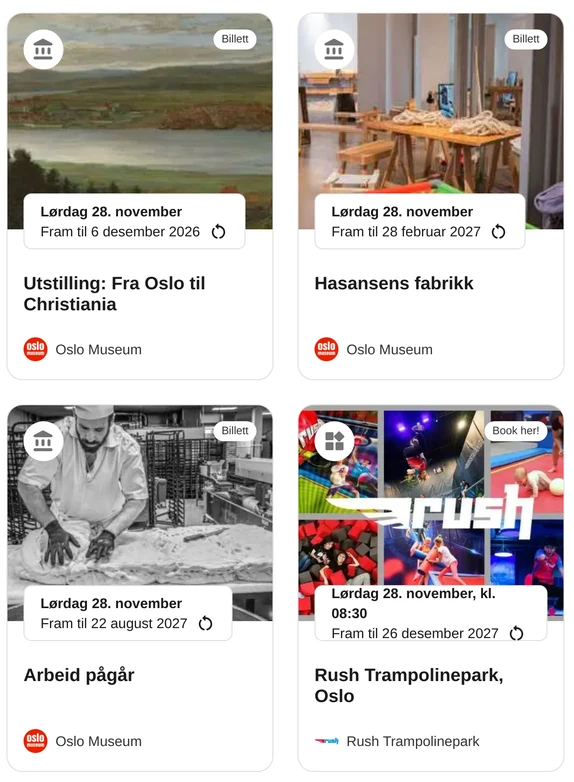 Billett
Lørdag 28. november
Fram til 6 desember 2026
Utstilling: Fra Oslo til
Christiania
oslo
museum
Oslo Museum
Billett
Lørdag 28. november
Fram til 28 februar 2027
Hasansens fabrikk
oslo
museum
Oslo Museum
Billett
Lørdag 28. november
Fram til 22 august 2027
Arbeid pågår
oslo
museum
Oslo Museum
Book her!
rush
Lørdag 28. november, kl.
08:30
Fram til 26 desember 2027
Rush Trampolinepark,
Oslo
rush
Rush Trampolinepark